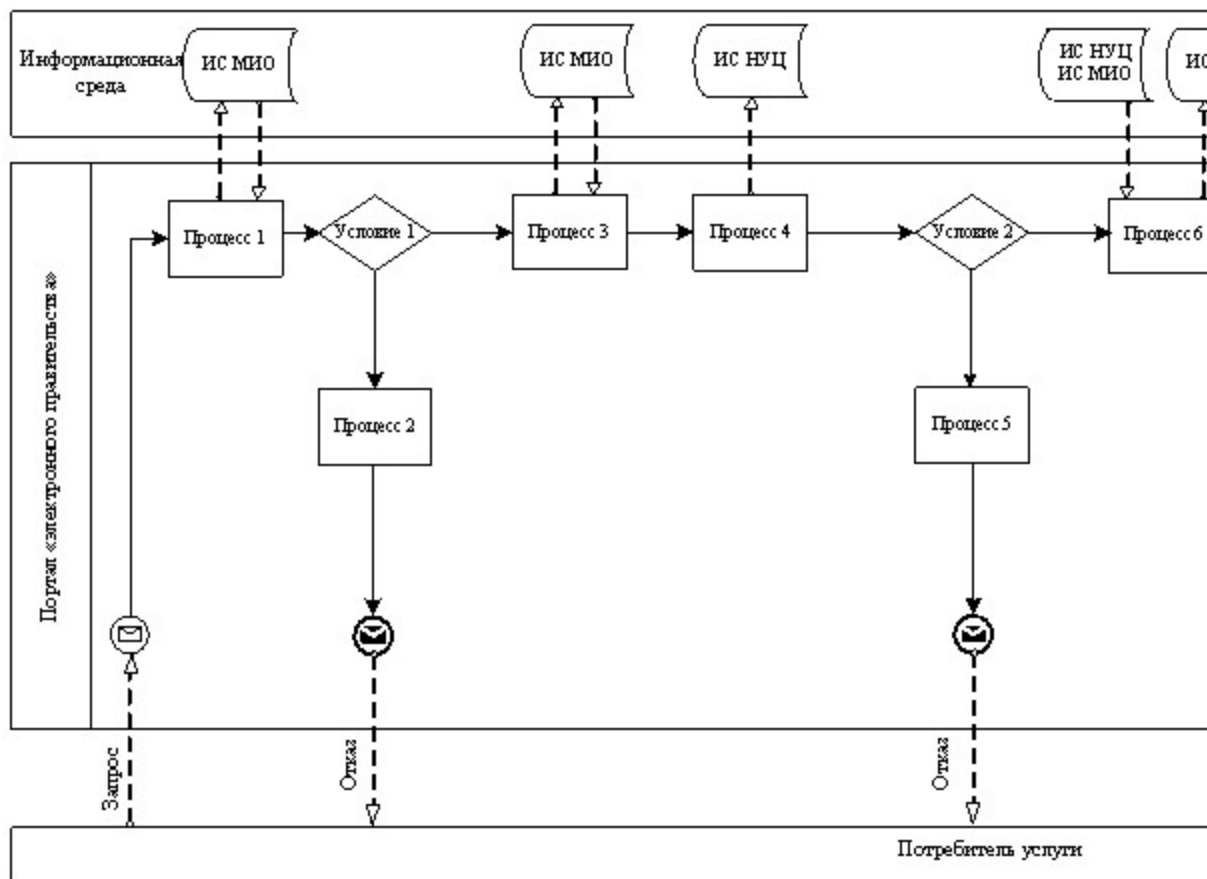 Информационная
среда
ИС МИО
ИС МИО
ИС НУЦ
ИС НУЦ
ИС МИО
ИС
Портал «электронного правительства»
Процесс 1
Условие 1
Процесс 3
Процесс 4
Условие 2
Процесс 6
Процесс 2
Процесс 5
Запрос
Отказ
Отказ
Потребитель услуги